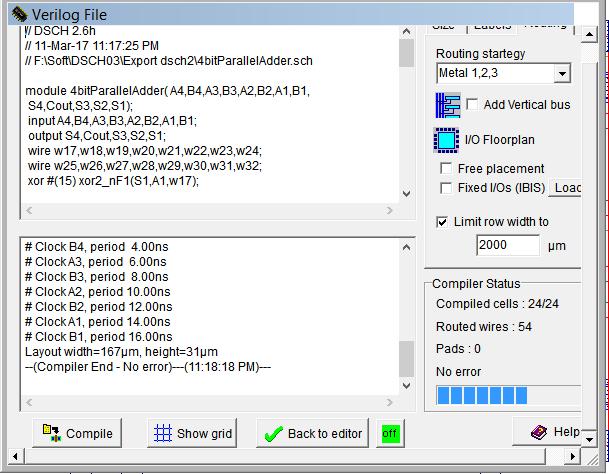 Verilog File
// DSCH 2.6h
// 11-Mar-17 11:17:25 PM
// F:\Soft\DSCH03\Export dsch2\4bitParallelAdder.sch
module 4bitParallelAdder( A4,B4,A3,B3,A2,B2,A1,B1,
S4,Cout,S3,S2,S1);
input A4,B4,A3,B3,A2,B2,A1,B1;
output S4,Cout,S3,S2,S1;
wire w17,w18,w19,w20,w21,w22,w23,w24;
wire w25,w26,w27,w28,w29,w30,w31,w32;
xor #(15) xor2_nF1(S1,A1,w17);
# Clock B4, period  4.00ns
# Clock A3, period  6.00ns
# Clock B3, period  8.00ns
# Clock A2, period 10.00ns
# Clock B2, period 12.00ns
# Clock A1, period 14.00ns
# Clock B1, period 16.00ns
Layout width=167µm, height=31µm
--(Compiler End - No error)---(11:18:18 PM)---
Size Labels Routing
Routing startegy
Metal 1,2,3
Add Vertical bus
I/O Floorplan
Free placement
Fixed I/Os (IBIS) Load
Limit row width to
2000 µm
Compiler Status
Compiled cells : 24/24
Routed wires : 54
Pads : 0
No error
Compile Show grid Back to editor off Help